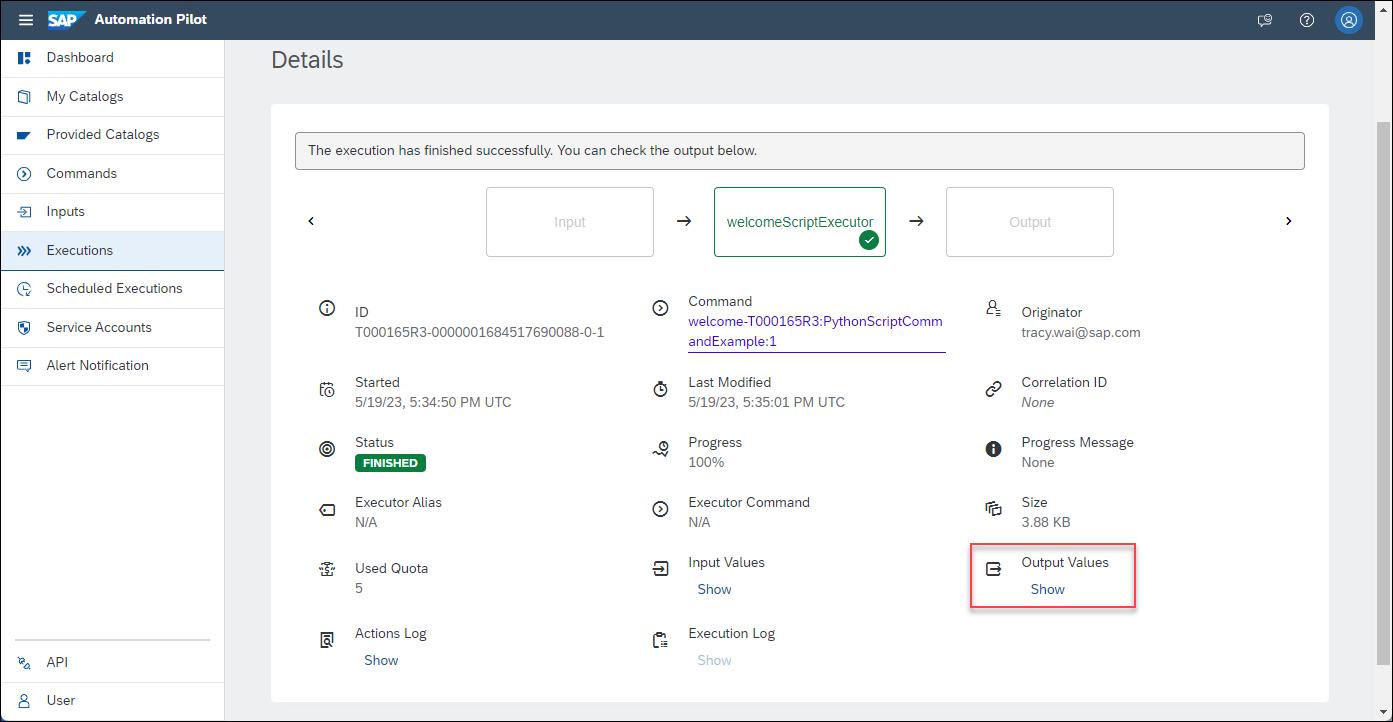 SAP Automation Pilot
Dashboard
My Catalogs
Provided Catalogs
Commands
Inputs
Executions
Scheduled Executions
Service Accounts
Alert Notification
API
User
Details
The execution has finished successfully. You can check the output below.
Input
welcomeScriptExecutor
Output
ID
T000165R3-0000001684517690088-0-1
Command
welcome-T000165R3:PythonScriptComm
andExample:1
Originator
tracy.wai@sap.com
Started
5/19/23, 5:34:50 PM UTC
Last Modified
5/19/23, 5:35:01 PM UTC
Correlation ID
None
Status
FINISHED
Progress
100%
Progress Message
None
Executor Alias
N/A
Executor Command
N/A
Size
3.88 KB
Used Quota
5
Input Values
Show
Output Values
Show
Actions Log
Show
Execution Log
Show